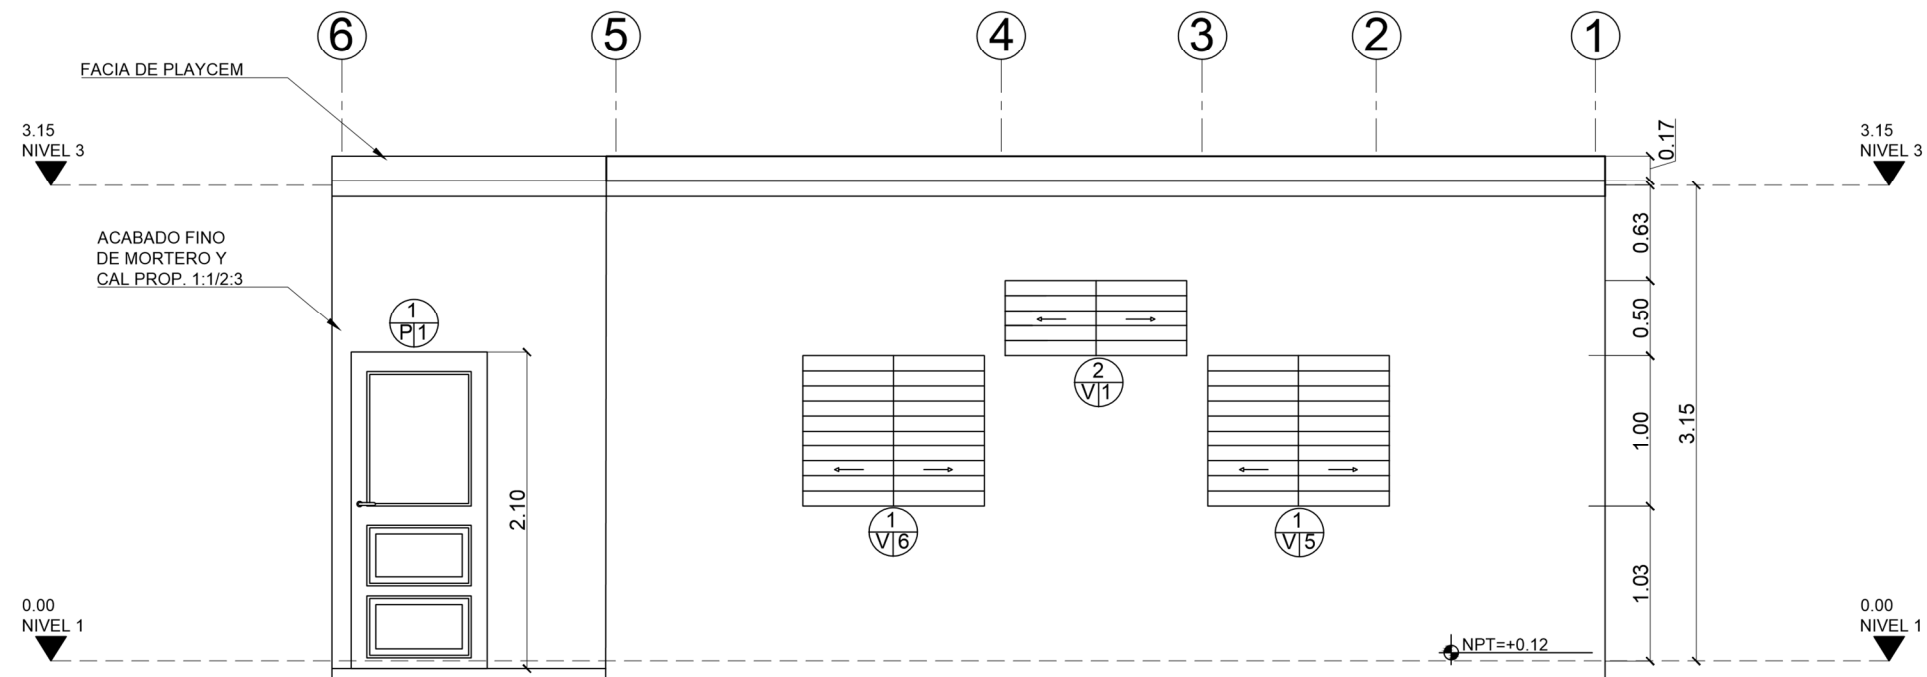 6
5
4
3
2
1
FACIA DE PLAYCEM
3.15
NIVEL 3
3.15
NIVEL 3
0.17
ACABADO FINO
DE MORTERO Y
CAL PROP. 1:1/2:3
0.63
0.50
1
P 1
2
V 1
1.00
3.15
2.10
1
V 6
1
V 5
1.03
0.00
NIVEL 1
NPT=+0.12
0.00
NIVEL 1